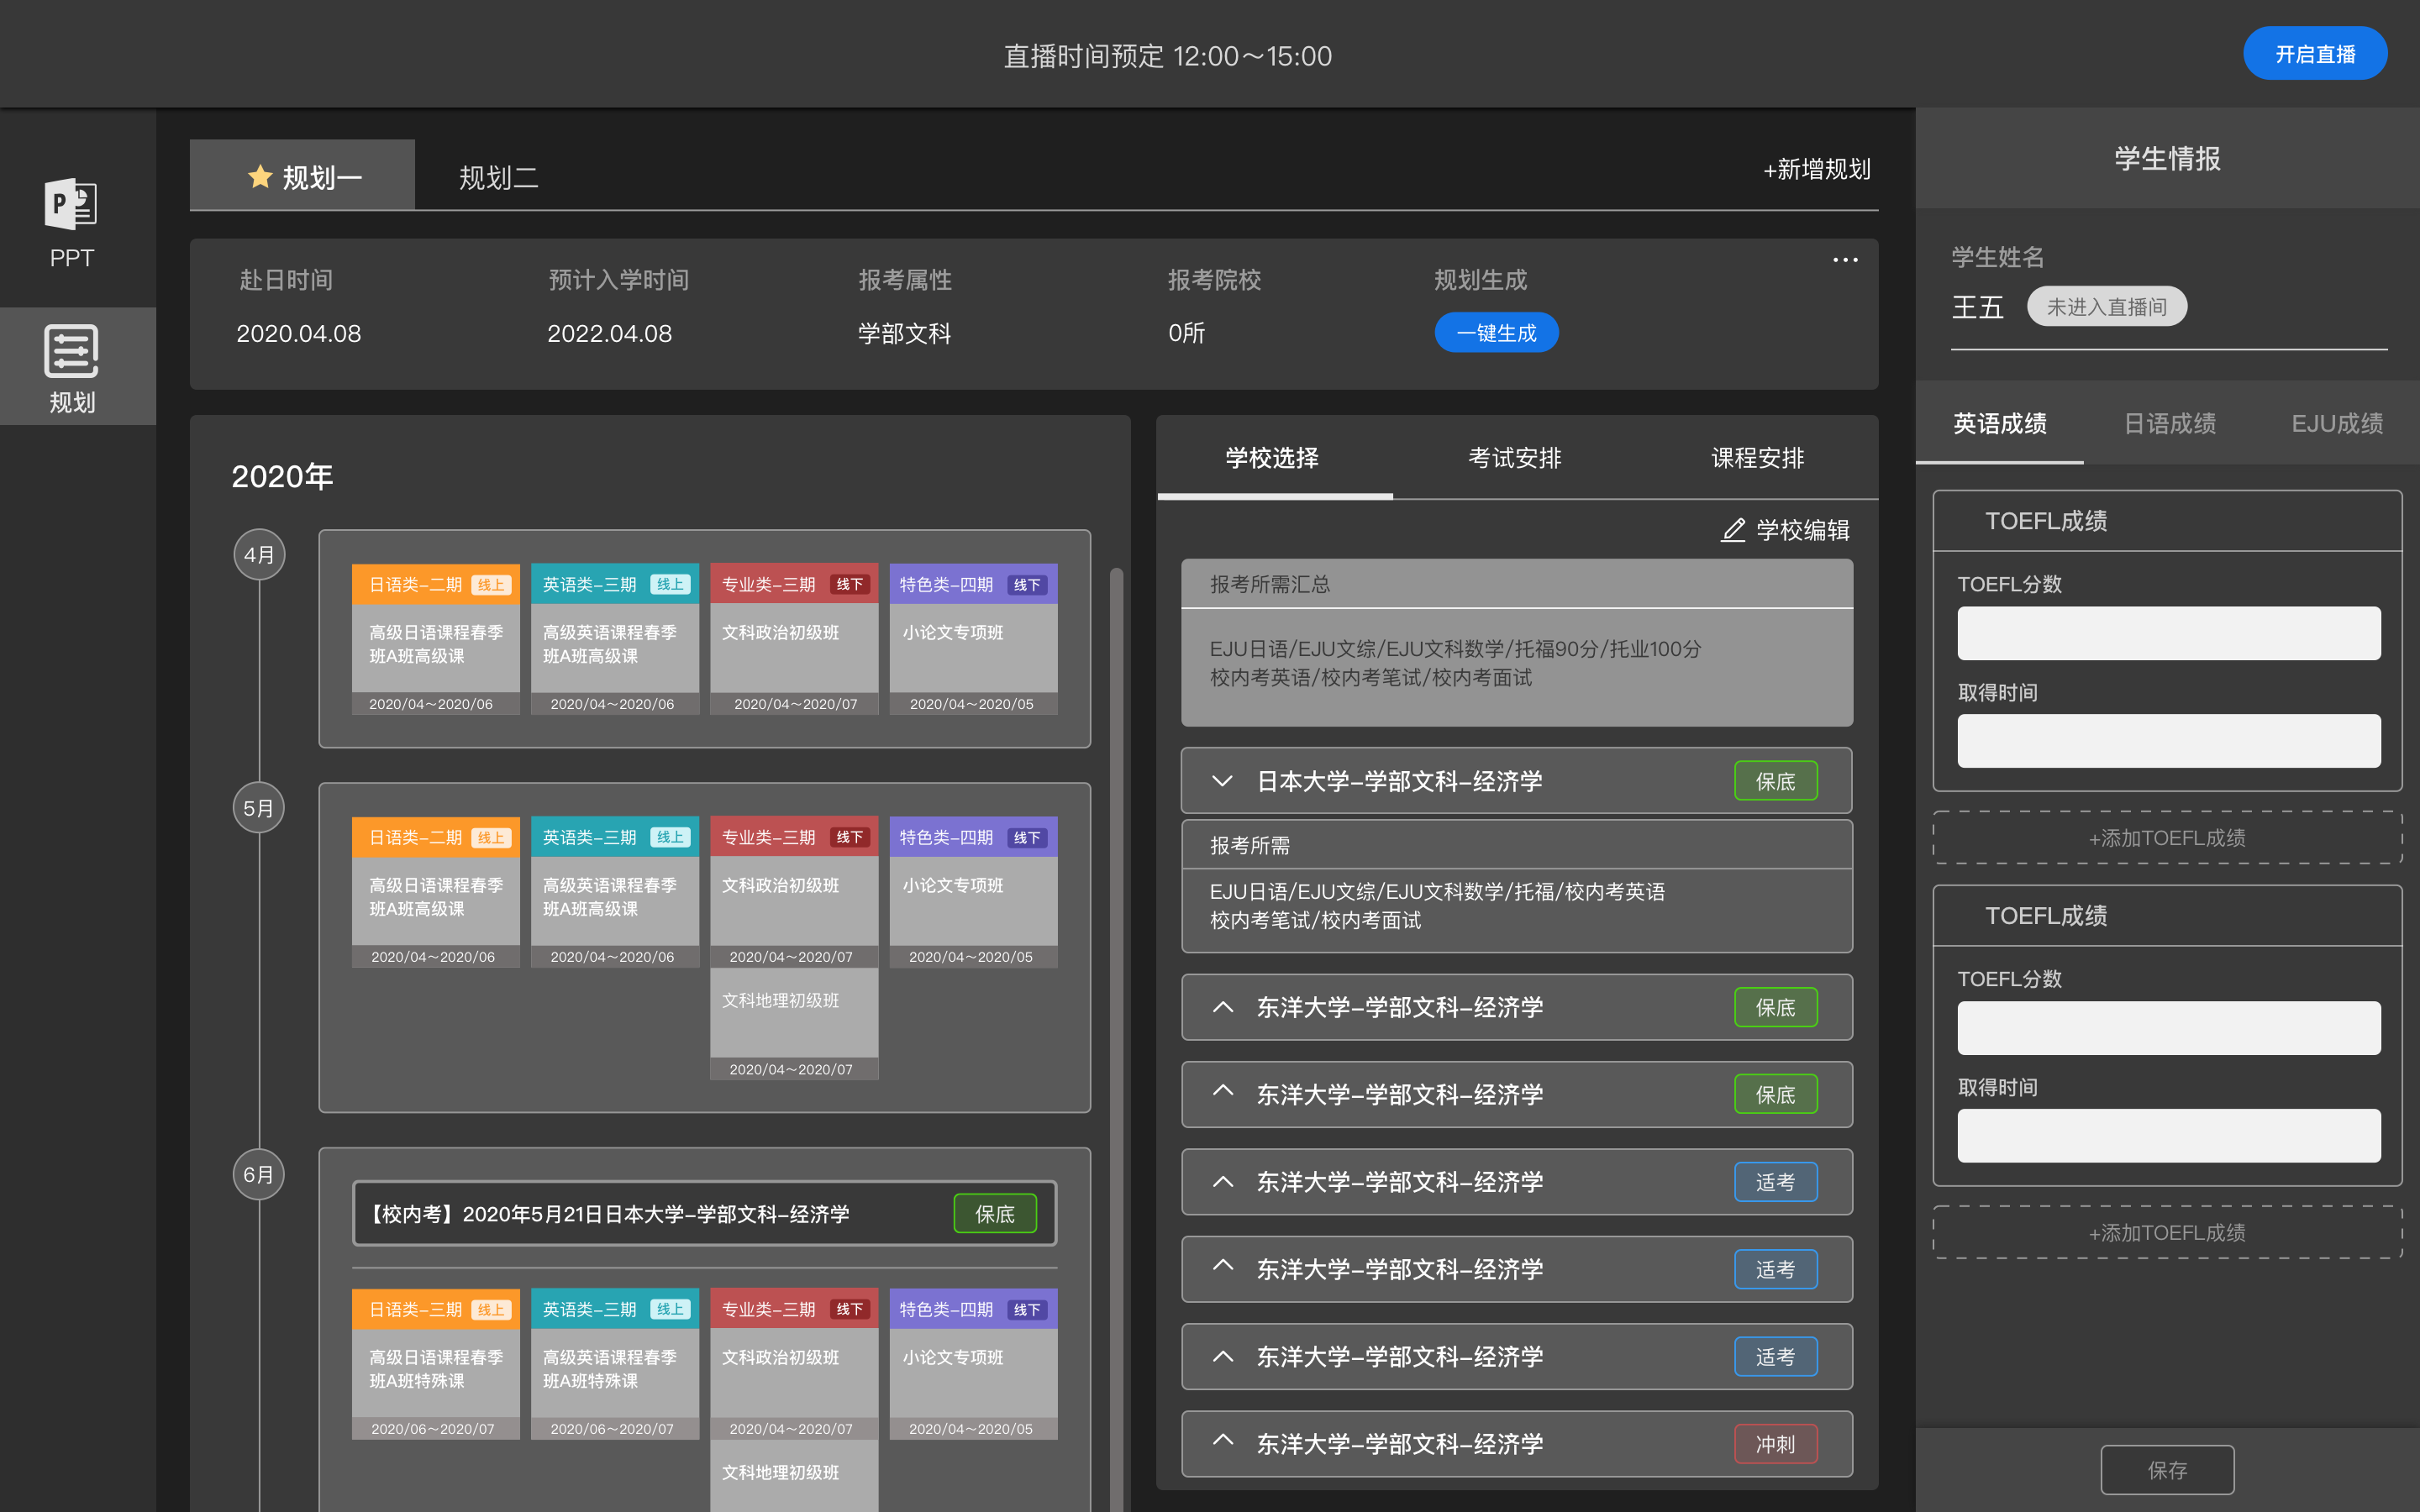 直播时间预定 12:00～15:00
开启直播
PPT
规划
规划一
规划二
+新增规划
赴日时间
预计入学时间
报考属性
报考院校
规划生成
2020.04.08
2022.04.08
学部文科
0所
一键生成
2020年
4月
日语类-二期 线上
英语类-三期 线上
专业类-三期 线下
特色类-四期 线下
高级日语课程春季
班A班高级课
高级英语课程春季
班A班高级课
文科政治初级班
小论文专项班
2020/04～2020/06
2020/04～2020/06
2020/04～2020/07
2020/04～2020/05
5月
日语类-二期 线上
英语类-三期 线上
专业类-三期 线下
特色类-四期 线下
高级日语课程春季
班A班高级课
高级英语课程春季
班A班高级课
文科政治初级班
小论文专项班
2020/04～2020/06
2020/04～2020/06
2020/04～2020/07
2020/04～2020/05
文科地理初级班
2020/04～2020/07
6月
【校内考】2020年5月21日日本大学-学部文科-经济学
保底
日语类-三期 线上
英语类-三期 线上
专业类-三期 线下
特色类-四期 线下
高级日语课程春季
班A班特殊课
高级英语课程春季
班A班特殊课
文科政治初级班
小论文专项班
2020/06～2020/07
2020/06～2020/07
2020/04～2020/07
2020/04～2020/05
文科地理初级班
学校选择
考试安排
课程安排
学校编辑
报考所需汇总
EJU日语/EJU文综/EJU文科数学/托福90分/托业100分
校内考英语/校内考笔试/校内考面试
日本大学-学部文科-经济学
保底
报考所需
EJU日语/EJU文综/EJU文科数学/托福/校内考英语
校内考笔试/校内考面试
东洋大学-学部文科-经济学
保底
东洋大学-学部文科-经济学
保底
东洋大学-学部文科-经济学
适考
东洋大学-学部文科-经济学
适考
东洋大学-学部文科-经济学
适考
东洋大学-学部文科-经济学
冲刺
学生情报
学生姓名
王五
未进入直播间
英语成绩
日语成绩
EJU成绩
TOEFL成绩
TOEFL分数
取得时间
+添加TOEFL成绩
TOEFL成绩
TOEFL分数
取得时间
+添加TOEFL成绩
保存